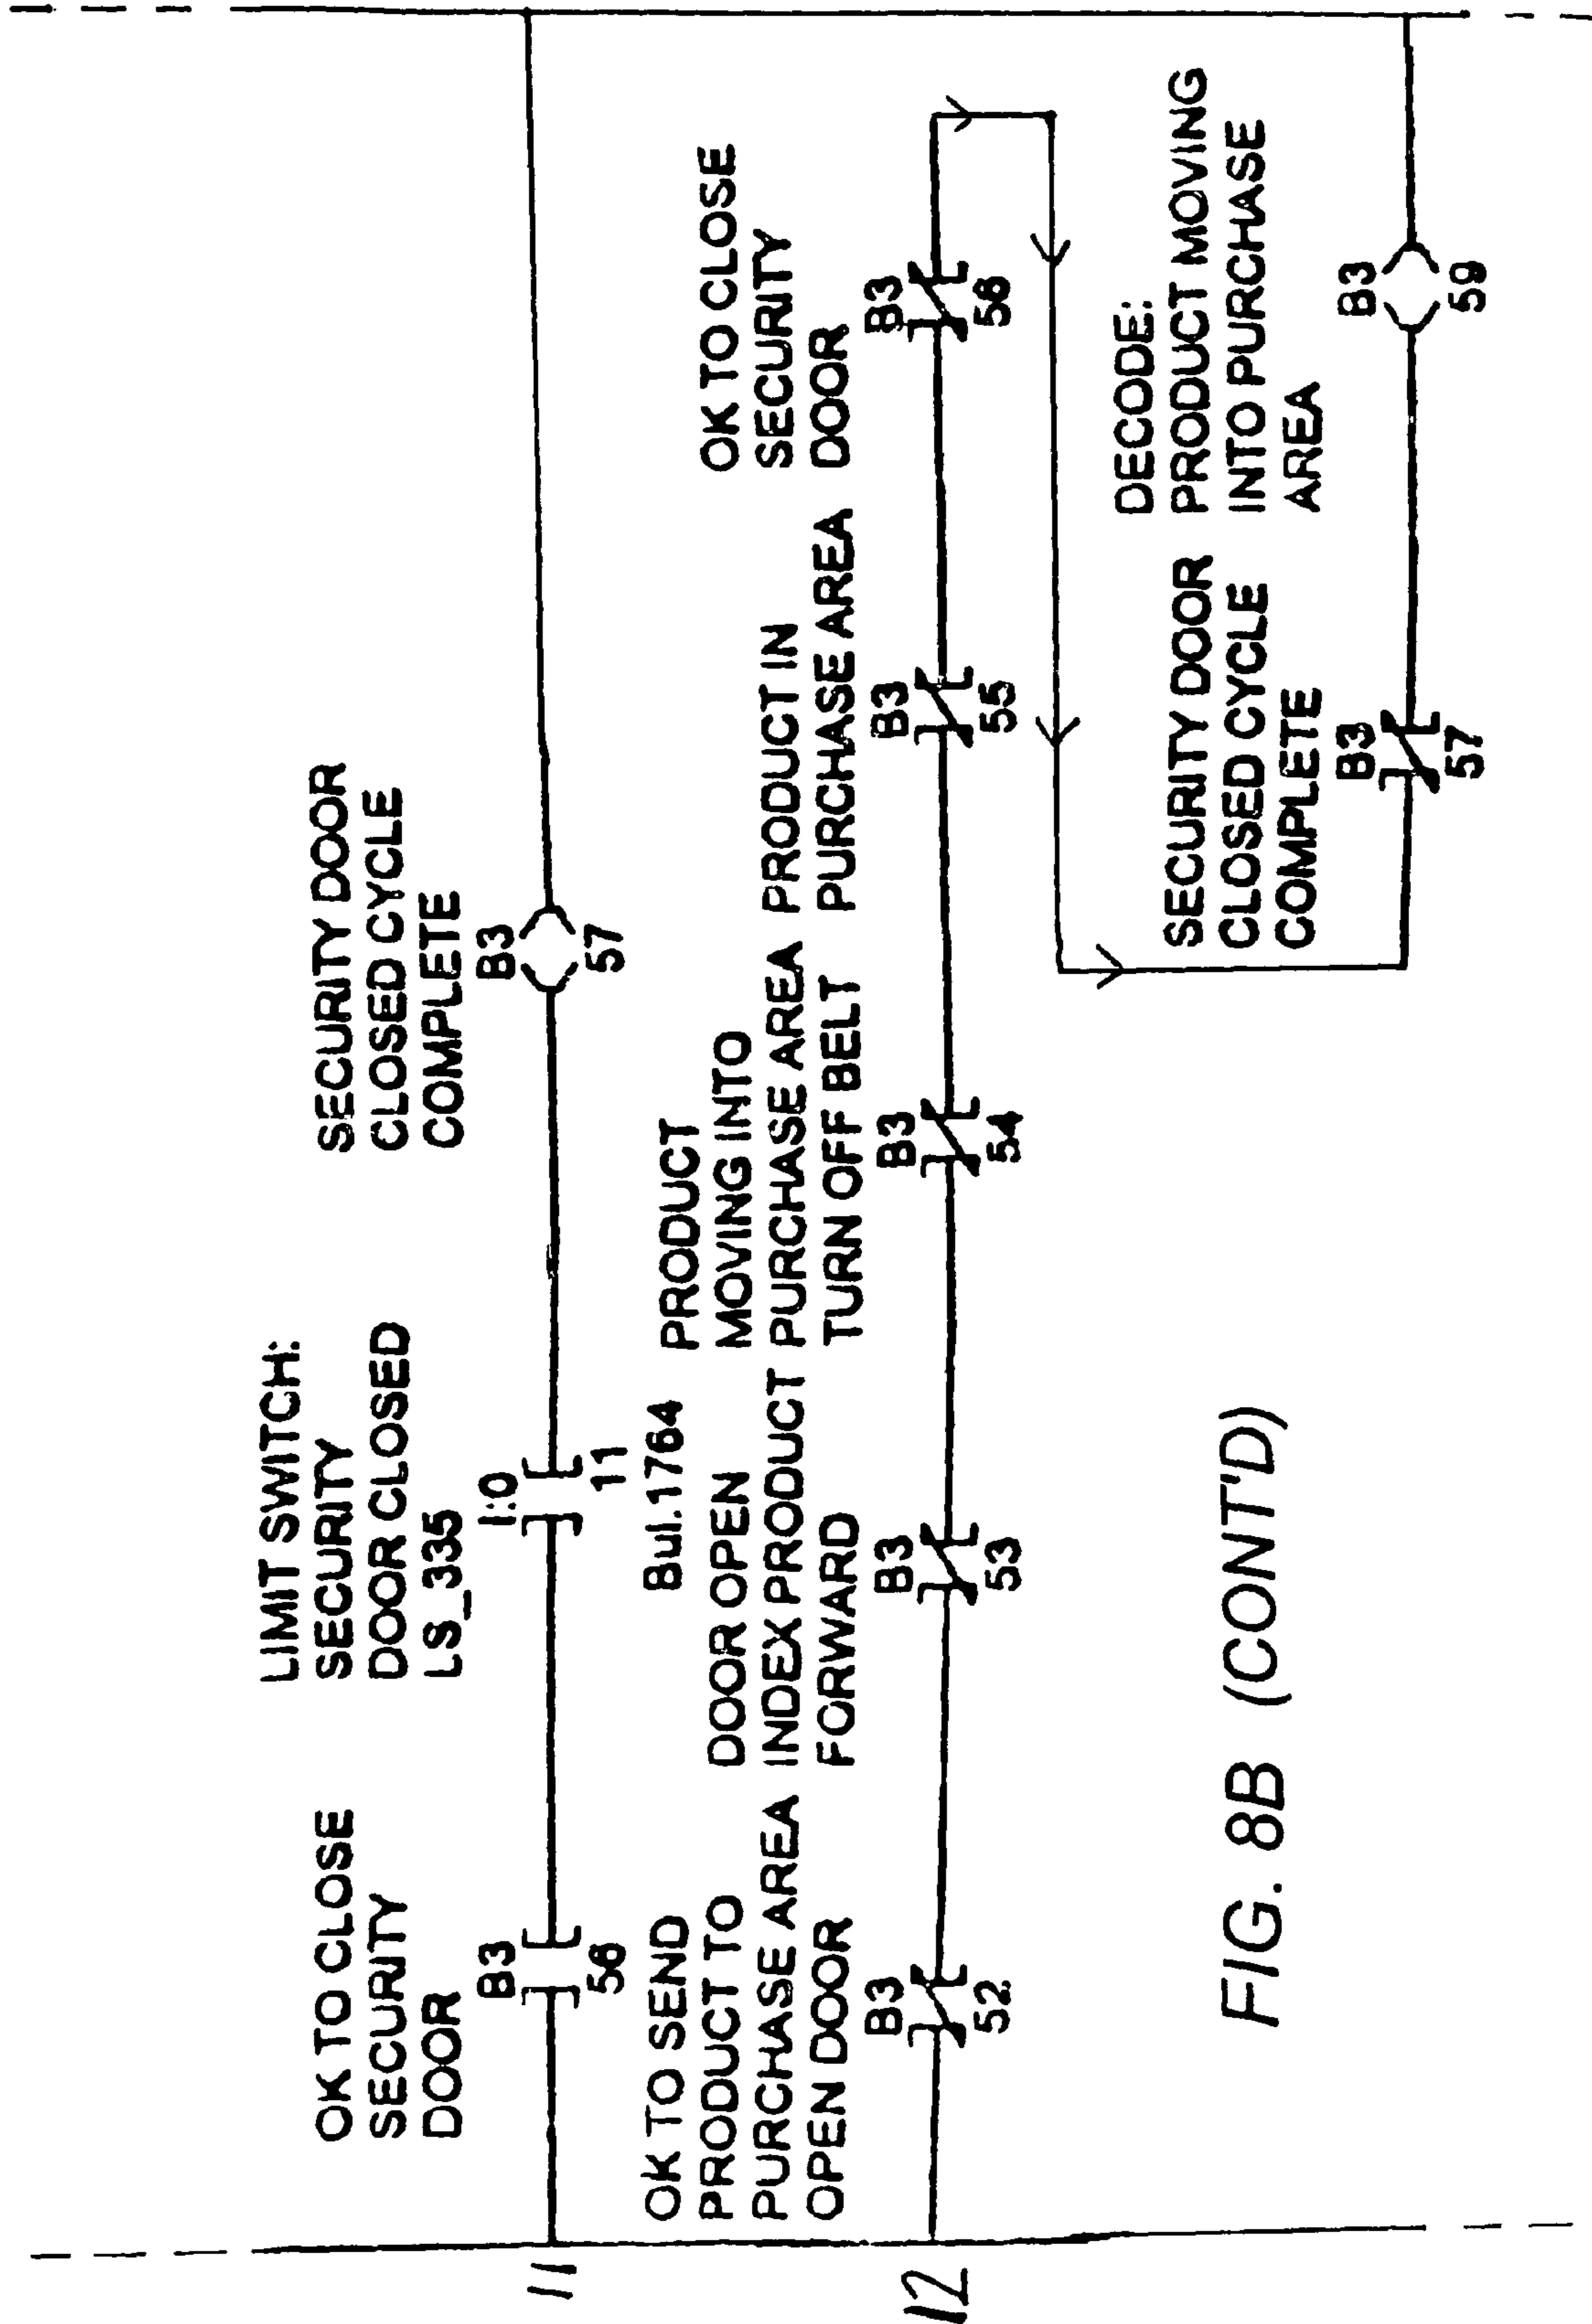 11
OK TO CLOSE
SECURITY
DOOR
B3
56
LIMIT SWITCH:
SECURITY
DOOR CLOSED
LS_335
I:0
11
Bul.1764
SECURITY DOOR
CLOSED CYCLE
COMPLETE
B3
57
12
OK TO SEND
PRODUCT TO
PURCHASE AREA
OPEN DOOR
B3
52
DOOR OPEN
INDEX PRODUCT
FORWARD
B3
53
PRODUCT
MOVING INTO
PURCHASE AREA
TURN OFF BELT
B3
54
PRODUCT IN
PURCHASE AREA
B3
55
OK TO CLOSE
SECURITY
DOOR
B3
56
SECURITY DOOR
CLOSED CYCLE
COMPLETE
B3
57
DECODE:
PRODUCT MOVING
INTO PURCHASE
AREA
B3
59
FIG. 8B (CONT'D)